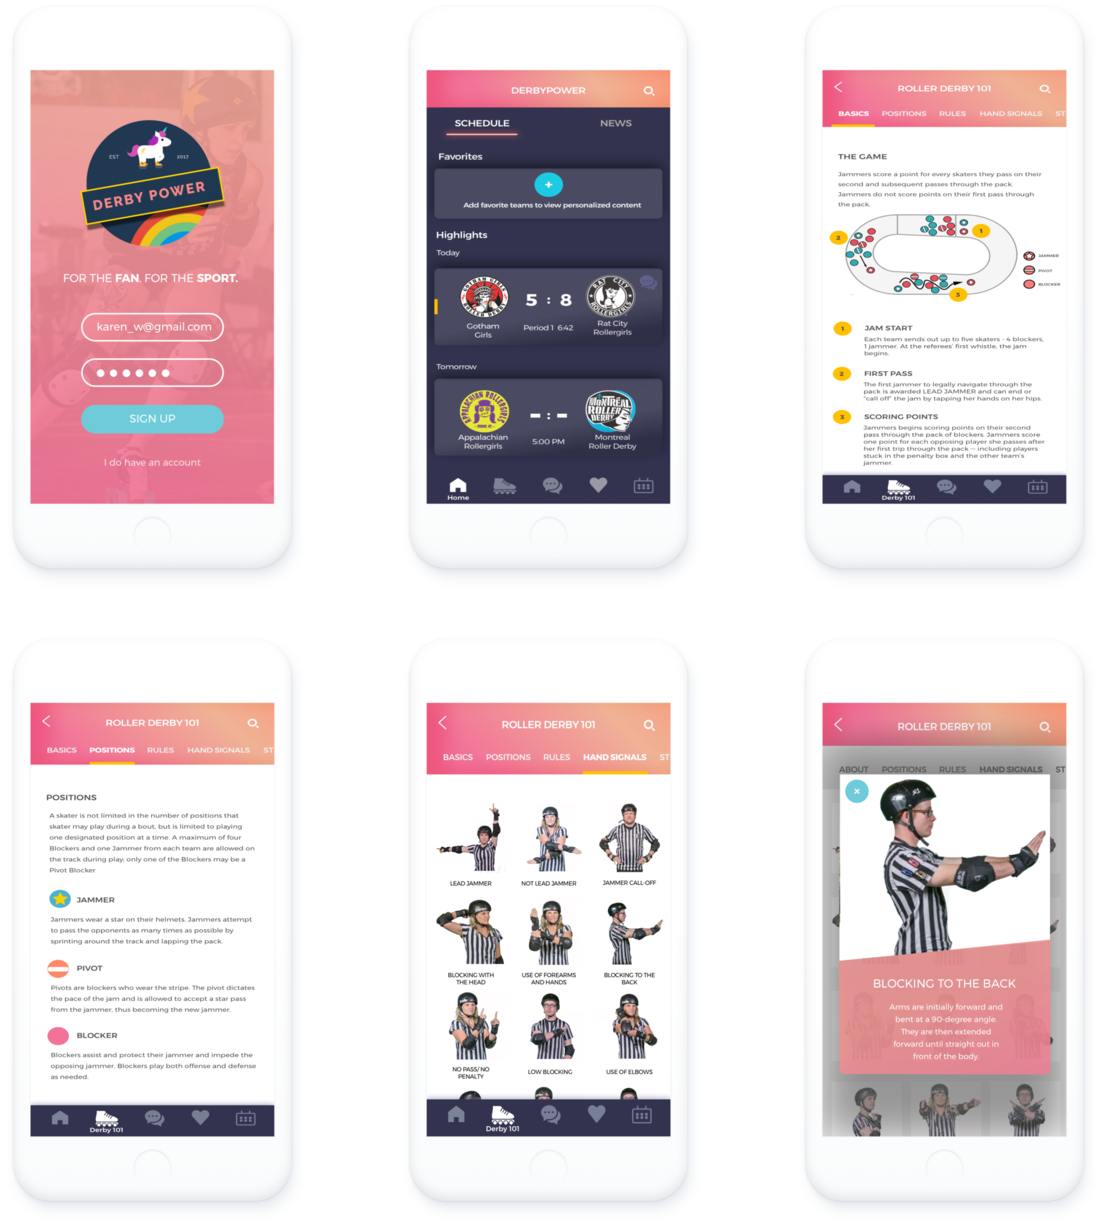 EST
2017
DERBY POWER
FOR THE FAN. FOR THE SPORT.
karen_w@gmail.com
SIGN UP
I do have an account
DERBYPOWER
SCHEDULE
NEWS
Favorites
+
Add favorite teams to view personalized content
Highlights
Today
GOTHAM GIRLS
ROLLER DERBY
5 : 8
RAT CITY
ROLLERGIRLS
Gotham
Girls
Period 1 6:42
Rat City
Rollergirls
Tomorrow
APPALACHIAN ROLLERGIRLS
- : -
MONTRÉAL
ROLLER
DERBY
Appalachian
Rollergirls
5:00 PM
Montreal
Roller Derby
Home
ROLLER DERBY 101
BASICS POSITIONS RULES HAND SIGNALS ST
THE GAME
Jammers score a point for every skaters they pass on their
second and subsequent passes through the pack.
Jammers do not score points on their first pass through
the pack.
1
2
3
JAMMER
PIVOT
BLOCKER
1 JAM START
Each team sends out up to five skaters - 4 blockers,
1 jammer. At the referees' first whistle, the jam
begins.
2 FIRST PASS
The first jammer to legally navigate through the
pack is awarded LEAD JAMMER and can end or
"call off" the jam by tapping her hands on her hips.
3 SCORING POINTS
Jammers begins scoring points on their second
pass through the pack of blockers. Jammers score
one point for each opposing player she passes after
her first trip through the pack -- including players
stuck in the penalty box and the other team's
jammer.
Derby 101
ROLLER DERBY 101
BASICS POSITIONS RULES HAND SIGNALS ST
POSITIONS
A skater is not limited in the number of positions that
skater may play during a bout, but is limited to playing
one designated position at a time. A maximum of four
Blockers and one Jammer from each team are allowed on
the track during play; only one of the Blockers may be a
Pivot Blocker
JAMMER
Jammers wear a star on their helmets. Jammers attempt
to pass the opponents as many times as possible by
sprinting around the track and lapping the pack.
PIVOT
Pivots are blockers who wear the stripe. The pivot dictates
the pace of the jam and is allowed to accept a star pass
from the jammer, thus becoming the new jammer.
BLOCKER
Blockers assist and protect their jammer and impede the
opposing jammer. Blockers play both offense and defense
as needed.
Derby 101
ROLLER DERBY 101
BASICS POSITIONS RULES HAND SIGNALS ST
LEAD JAMMER
NOT LEAD JAMMER
JAMMER CALL-OFF
BLOCKING WITH
THE HEAD
USE OF FOREARMS
AND HANDS
BLOCKING TO THE
BACK
NO PASS/ NO
PENALTY
LOW BLOCKING
USE OF ELBOWS
Derby 101
ROLLER DERBY 101
ABOUT POSITIONS RULES HAND SIGNALS ST
×
BLOCKING TO THE BACK
Arms are initially forward and
bent at a 90-degree angle.
They are then extended
forward until straight out in
front of the body.